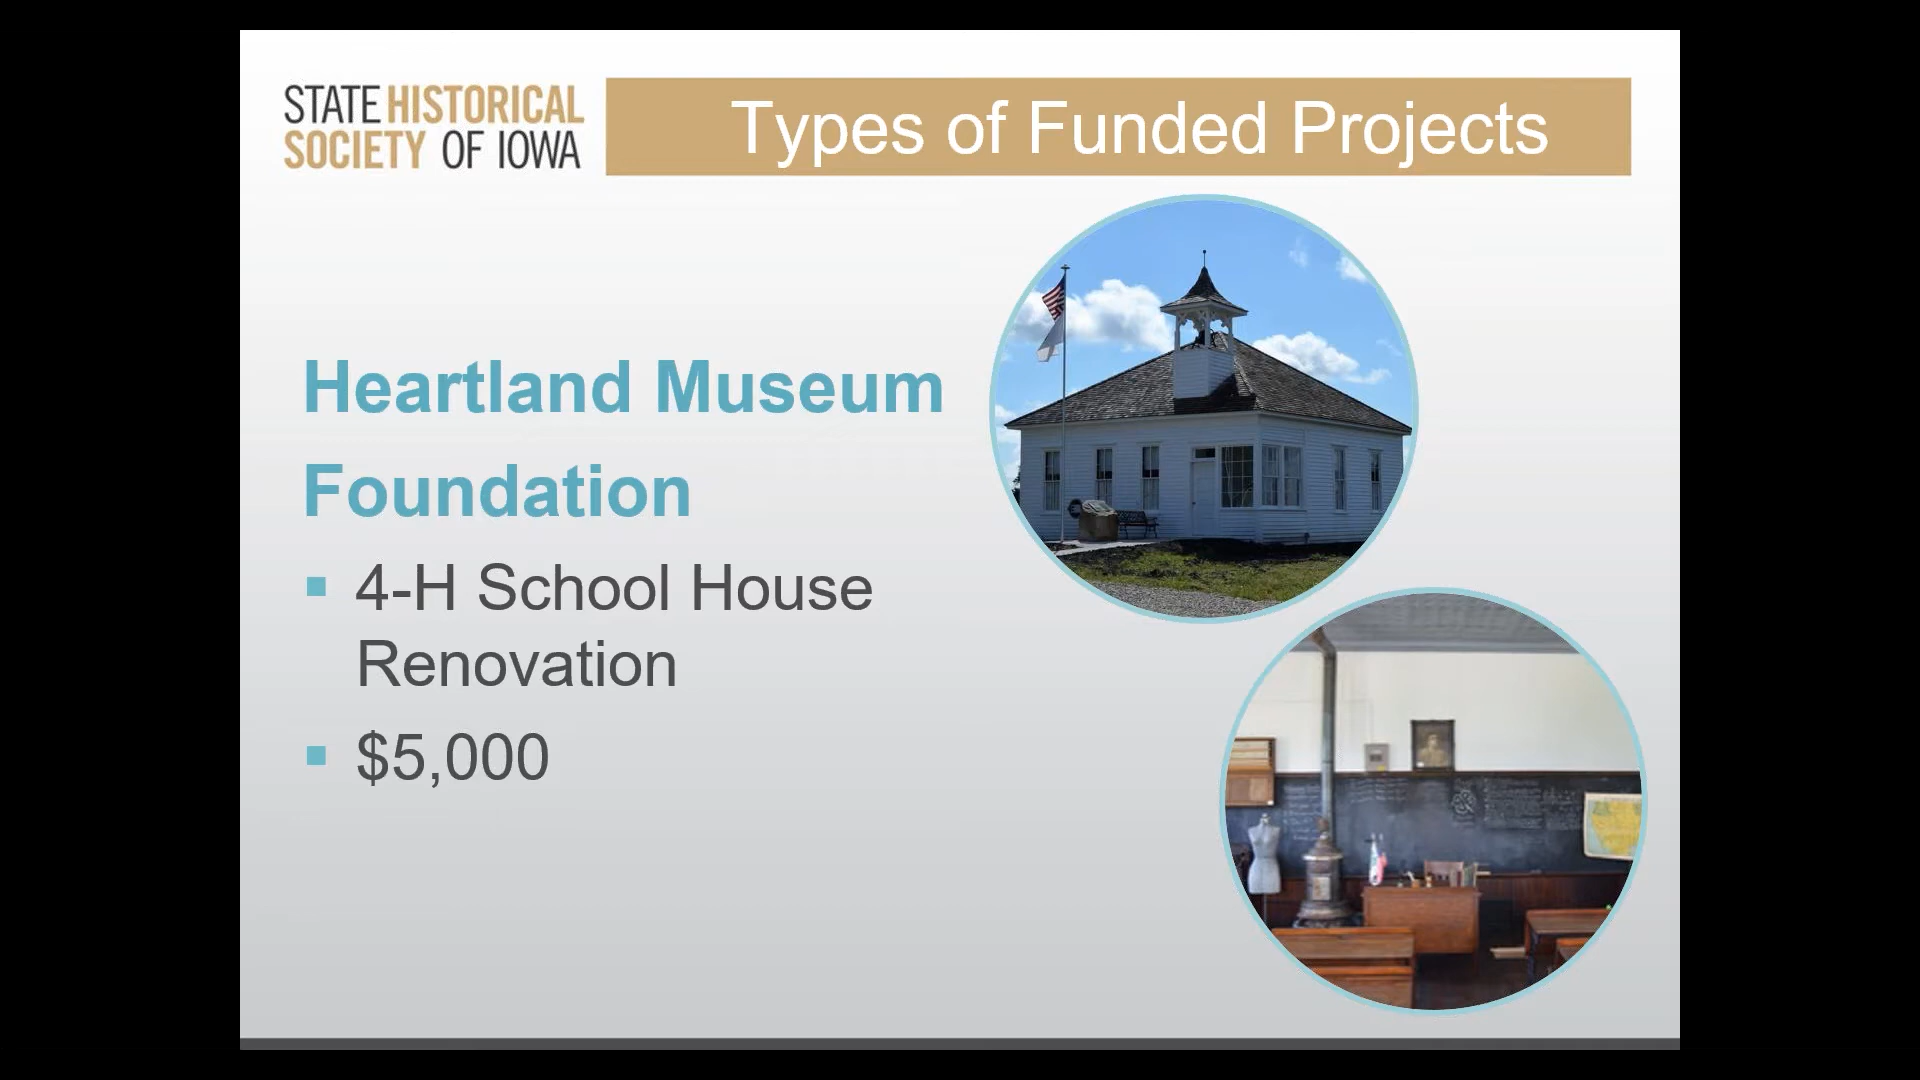 STATE HISTORICAL
SOCIETY OF IOWA
Types of Funded Projects
Heartland Museum
Foundation
4-H School House
Renovation
$5,000